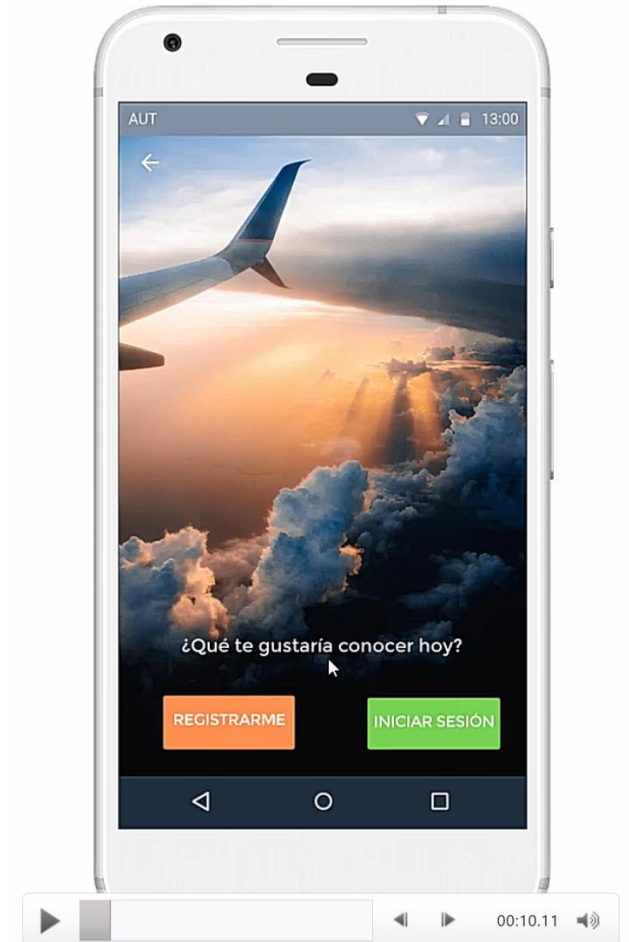 AUT 13:00
¿Qué te gustaría conocer hoy?
REGISTRARME INICIAR SESIÓN
00:10.11